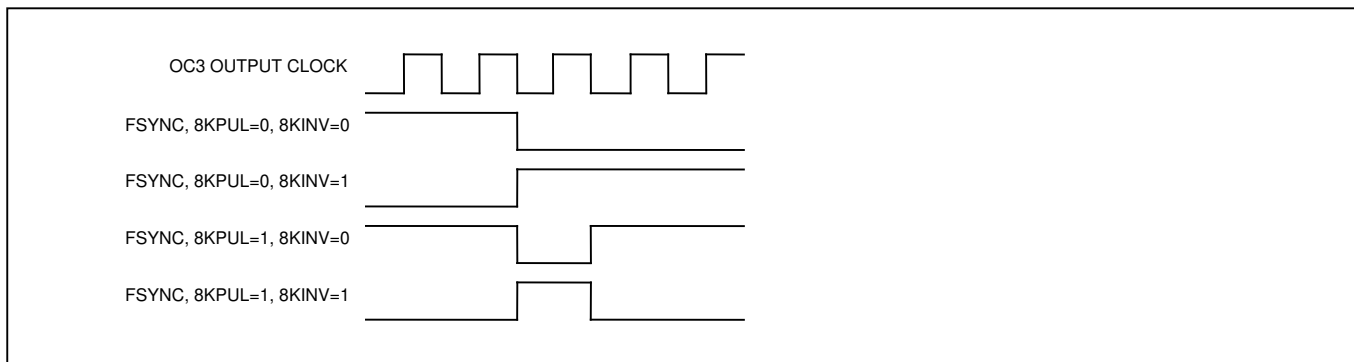 OC3 OUTPUT CLOCK
FSYNC, 8KPUL=0, 8KINV=0
FSYNC, 8KPUL=0, 8KINV=1
FSYNC, 8KPUL=1, 8KINV=0
FSYNC, 8KPUL=1, 8KINV=1